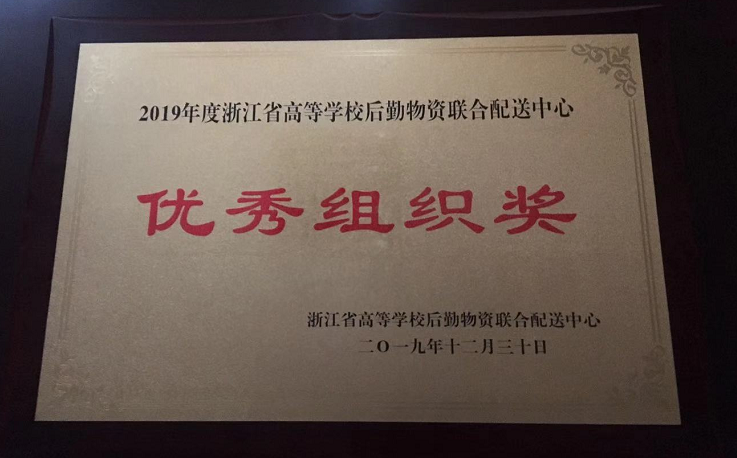 2019年度浙江省高等学校后勤物资联合配送中心
优秀组织奖
浙江省高等学校后勤物资联合配送中心
二〇一九年十二月三十日